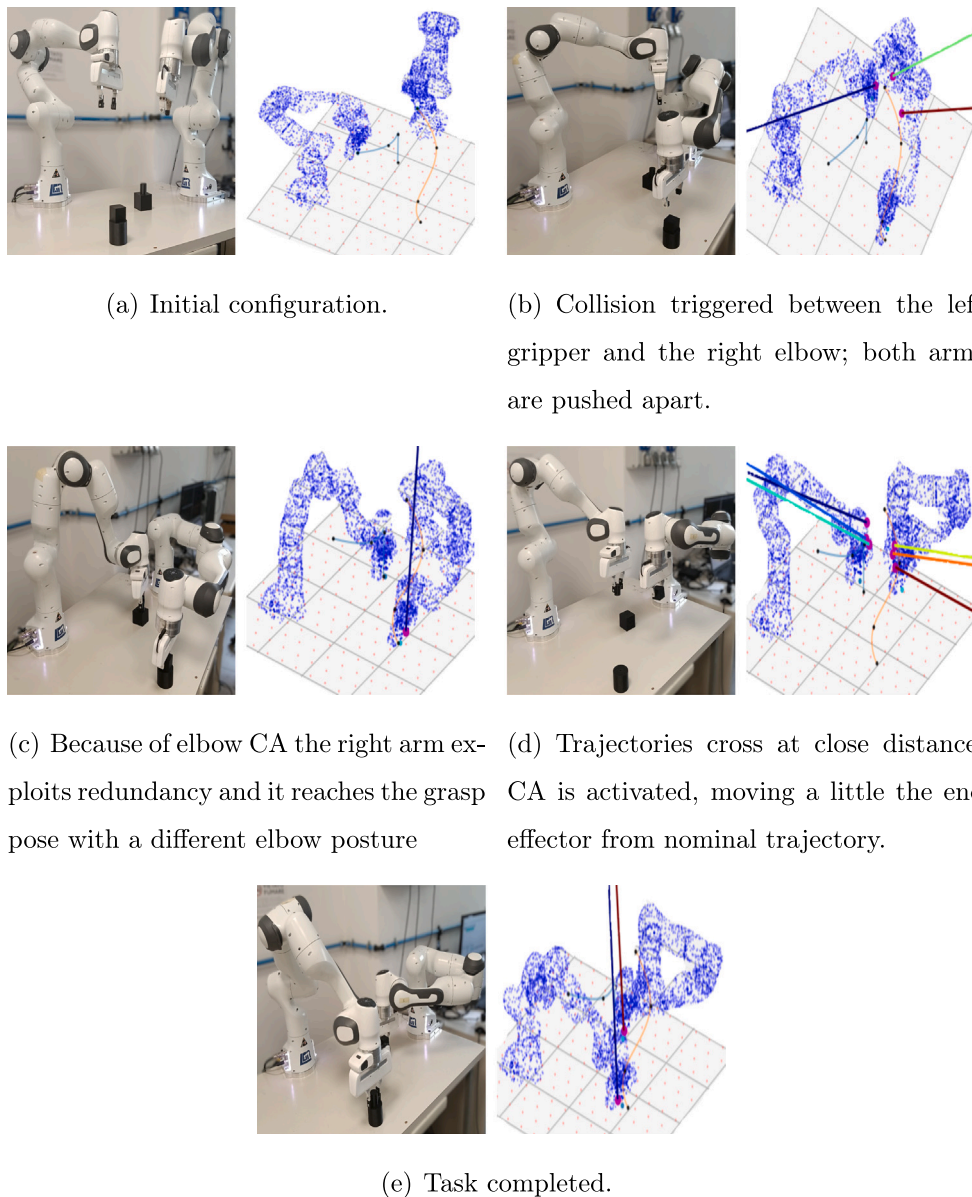 (a) Initial configuration.
(b) Collision triggered between the lef
gripper and the right elbow; both arm
are pushed apart.
(c) Because of elbow CA the right arm ex-
ploits redundancy and it reaches the grasp
pose with a different elbow posture
(d) Trajectories cross at close distance
CA is activated, moving a little the en
effector from nominal trajectory.
(e) Task completed.